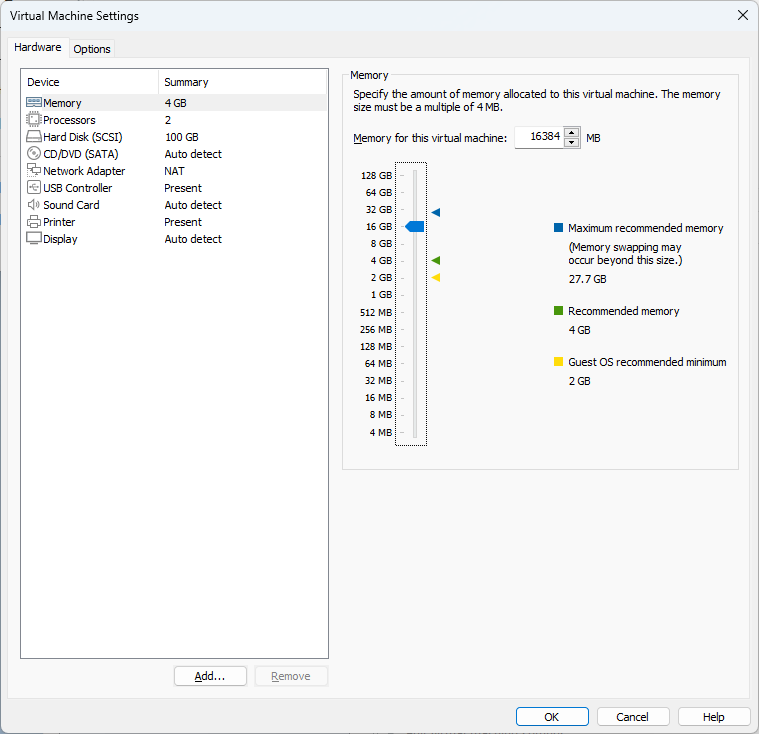 Virtual Machine Settings
Hardware
Options
Device Summary
Memory 4 GB
Processors 2
Hard Disk (SCSI) 100 GB
CD/DVD (SATA) Auto detect
Network Adapter NAT
USB Controller Present
Sound Card Auto detect
Printer Present
Display Auto detect
Add...
Remove
Memory
Specify the amount of memory allocated to this virtual machine. The memory
size must be a multiple of 4 MB.
Memory for this virtual machine: 16384 MB
128 GB
64 GB
32 GB
16 GB
8 GB
4 GB
2 GB
1 GB
512 MB
256 MB
128 MB
64 MB
32 MB
16 MB
8 MB
4 MB
Maximum recommended memory
(Memory swapping may
occur beyond this size.)
27.7 GB
Recommended memory
4 GB
Guest OS recommended minimum
2 GB
OK
Cancel
Help